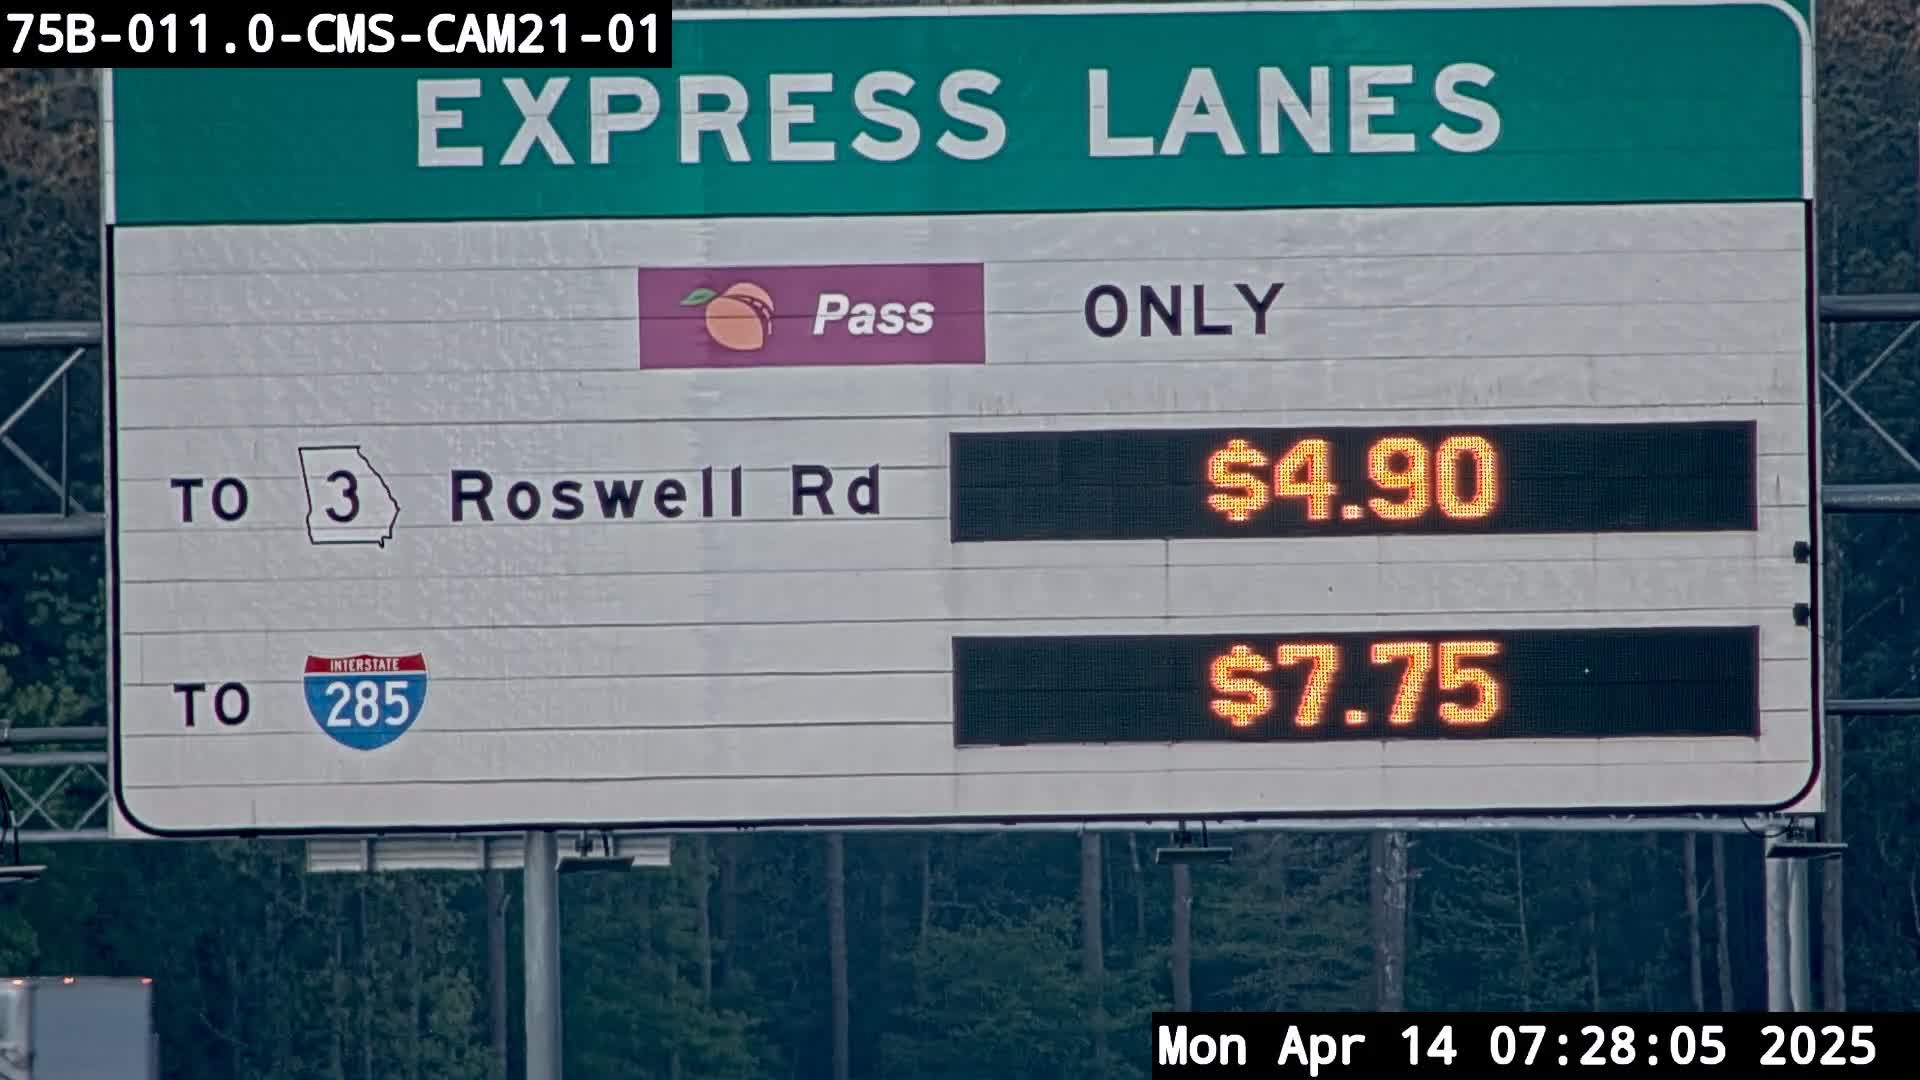 75B-011.0-CMS-CAM21-01
EXPRESS LANES
Pass ONLY
TO 3 Roswell Rd $4.90
INTERSTATE
TO 285 $7.75
Mon Apr 14 07:28:05 2025